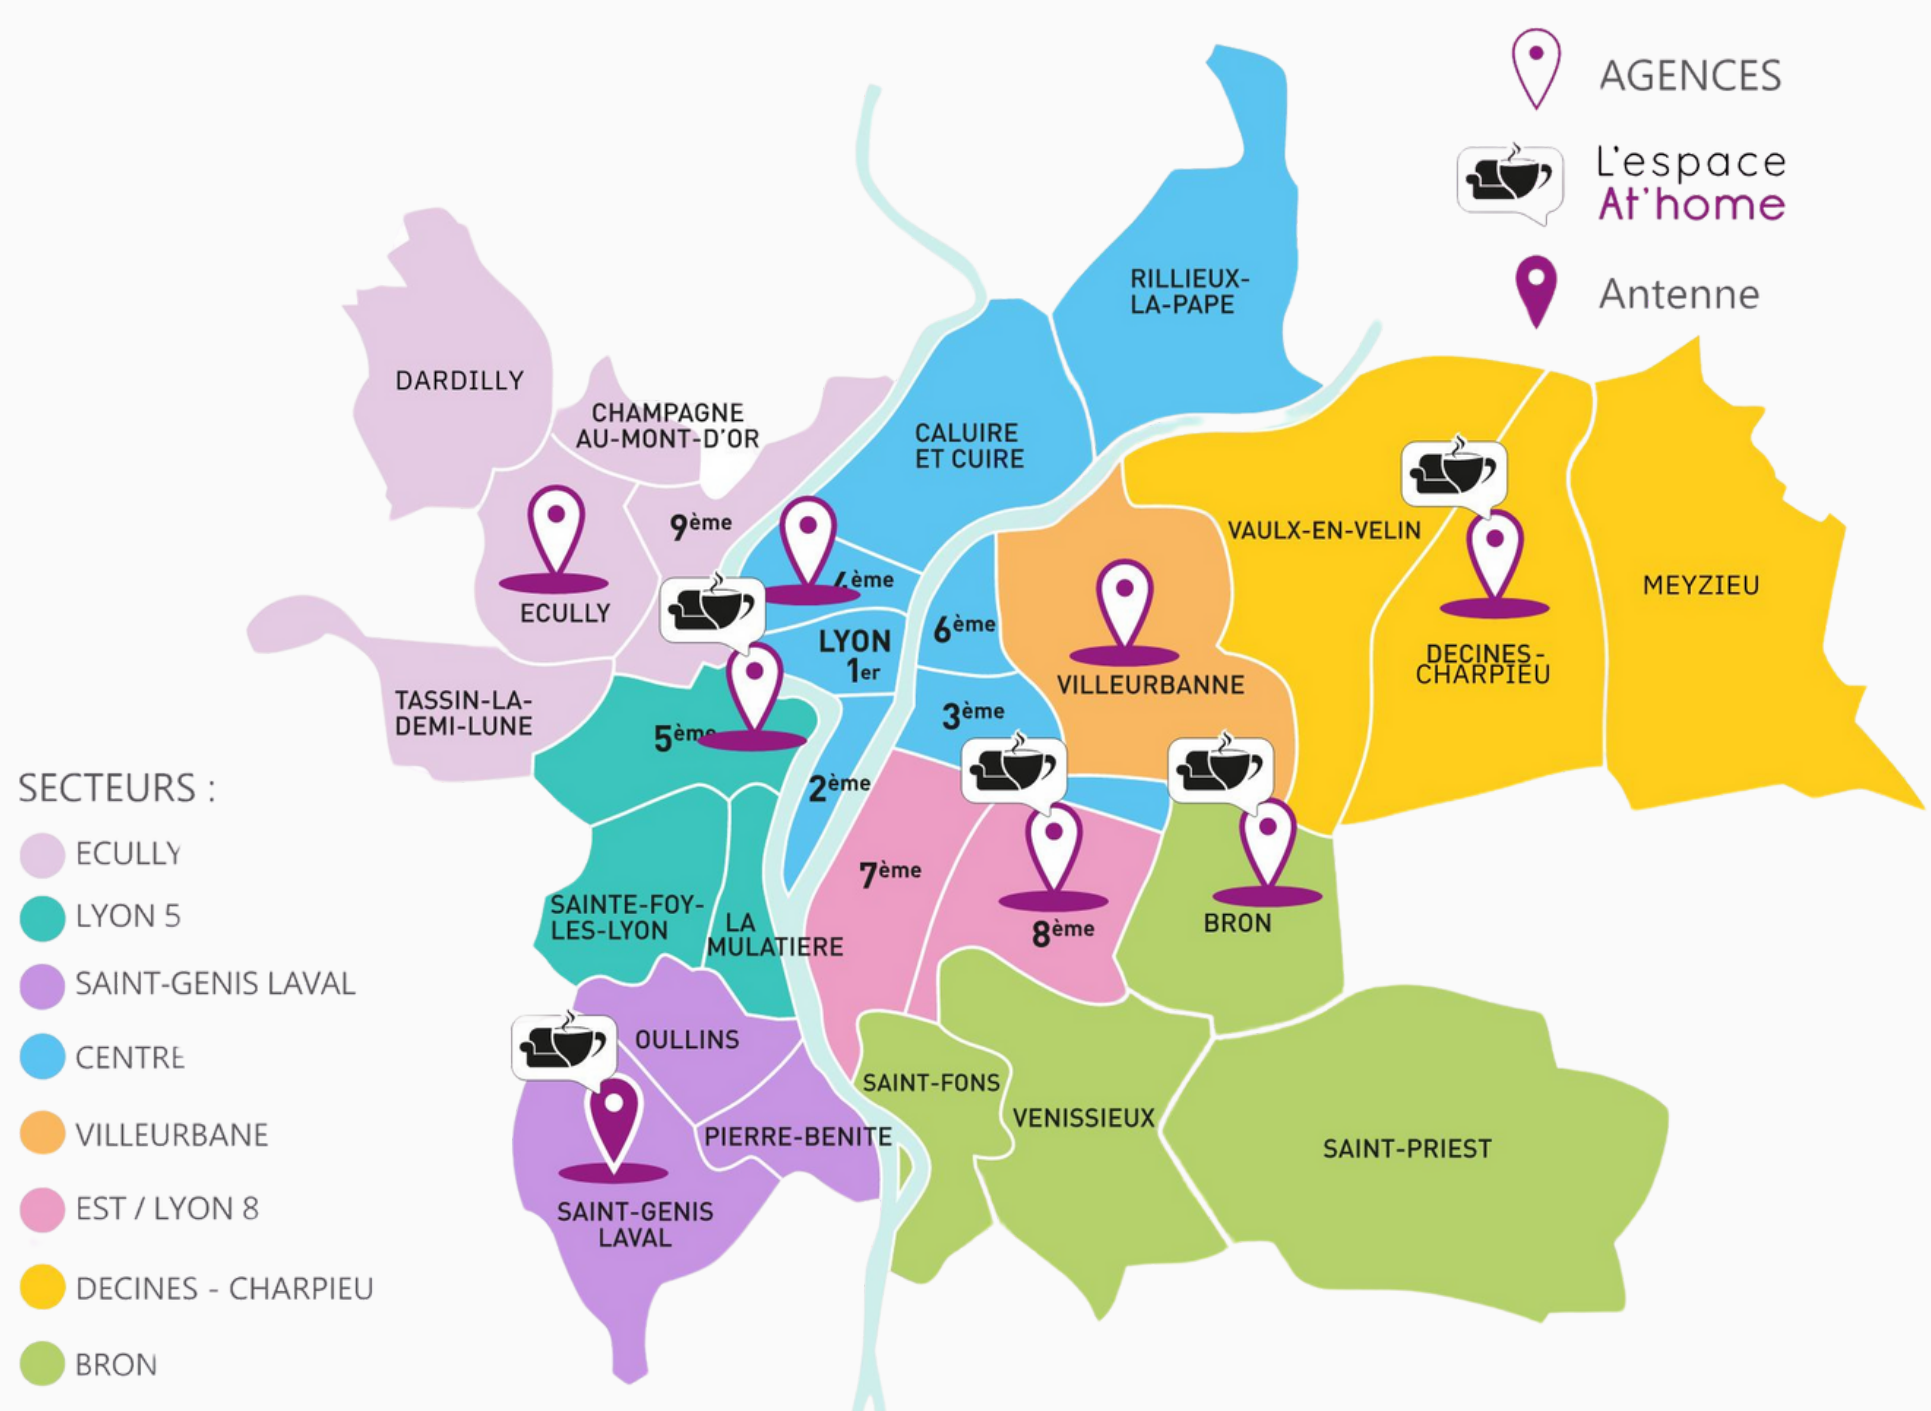 AGENCES
L'espace
At'home
Antenne
RILLIEUX-
LA-PAPE
DARDILLY
CHAMPAGNE
AU-MONT-D'OR
CALUIRE
ET CUIRE
9ème
VAULX-EN-VELIN
MEYZIEU
4ème
ECULLY
6ème
LYON
1er
DECINES-
CHARPIEU
VILLEURBANNE
TASSIN-LA-
DEMI-LUNE
3ème
5ème
2ème
7ème
8ème
BRON
SAINTE-FOY-
LES-LYON
LA
MULATIERE
OULLINS
SAINT-FONS
VENISSIEUX
PIERRE-BENITE
SAINT-PRIEST
SAINT-GENIS
LAVAL
SECTEURS :
ECULLY
LYON 5
SAINT-GENIS LAVAL
CENTRE
VILLEURBANE
EST / LYON 8
DECINES - CHARPIEU
BRON